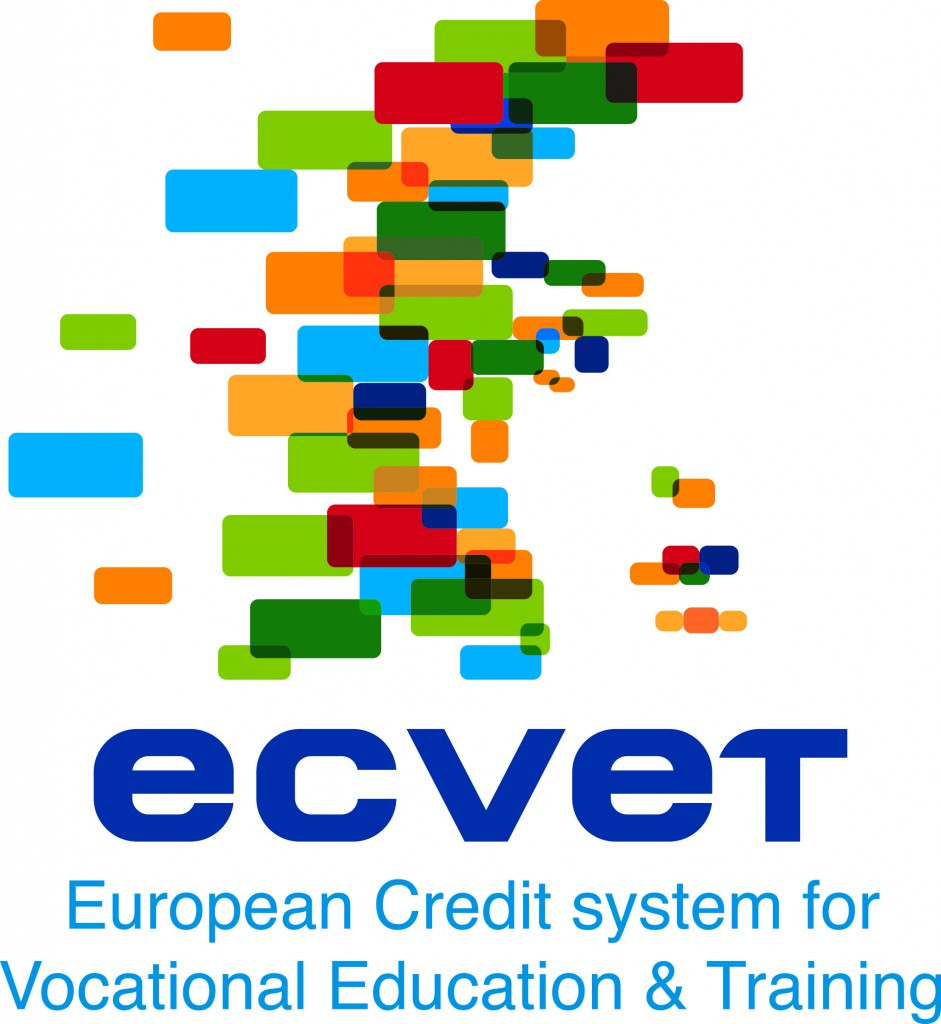 ecveT
European Credit system for
Vocational Education & Training